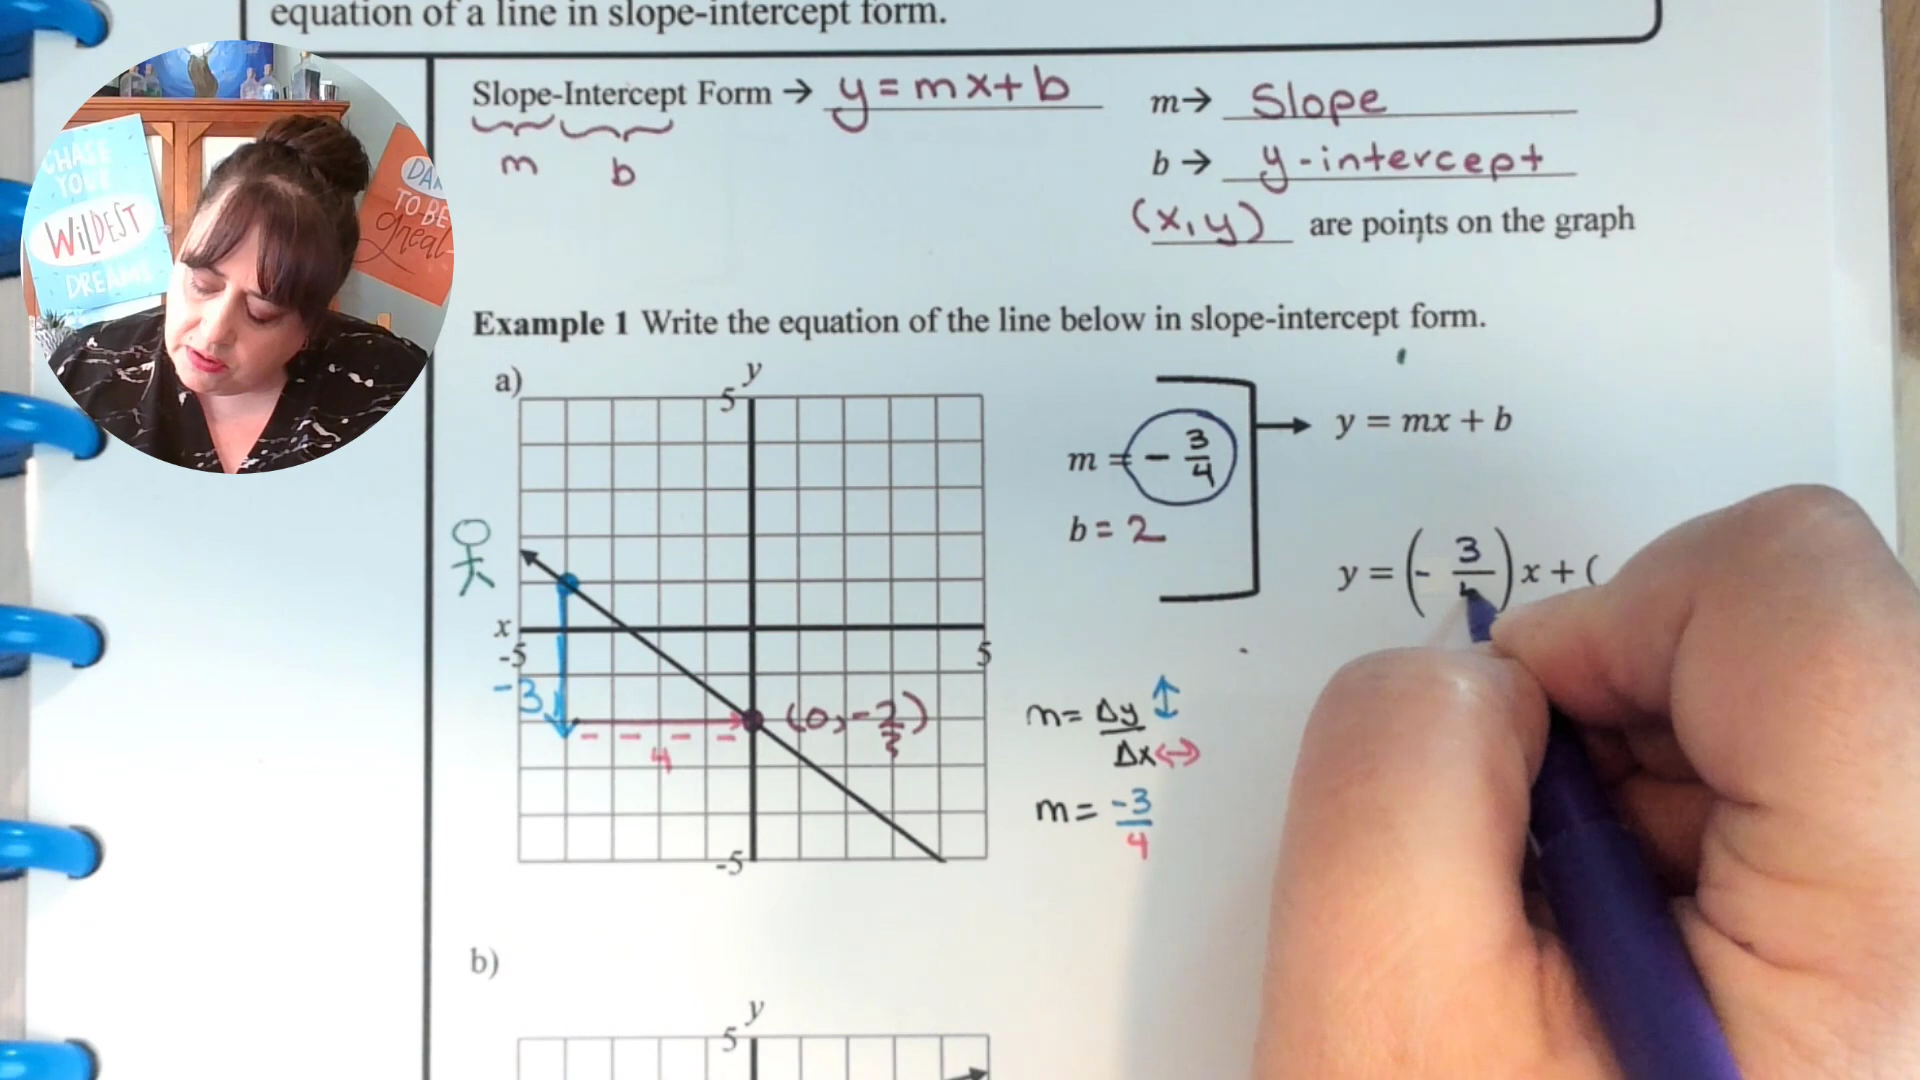 equation of a line in slope-intercept form.
Slope-Intercept Form → y = mx + b
m b
m → Slope
b → y-intercept
(x, y) are points on the graph
CHASE
YOUR
WILDEST
DREAMS
TO BE
great
Example 1 Write the equation of the line below in slope-intercept form.
a)
y
5
x
-5
5
-5
-3
4
m = - 3/4
b = 2
y = mx + b
y = (- 3/4) x + (
m = Δy ↕
Δx ↔
m = -3/4
b)
y
5